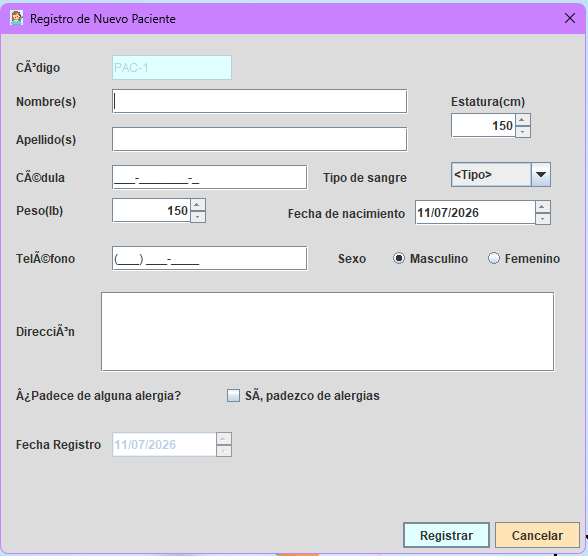 Registro de Nuevo Paciente
CÃ³digo PAC-1
Nombre(s) Estatura(cm)
150
Apellido(s)
CÃ©dula ___-_______-_ Tipo de sangre <Tipo>
Peso(lb) 150 Fecha de nacimiento 11/07/2026
TelÃ©fono (___) ___-____ Sexo Masculino Femenino
DirecciÃ³n
Â¿Padece de alguna alergia? SÃ, padezco de alergias
Fecha Registro 11/07/2026
Registrar Cancelar